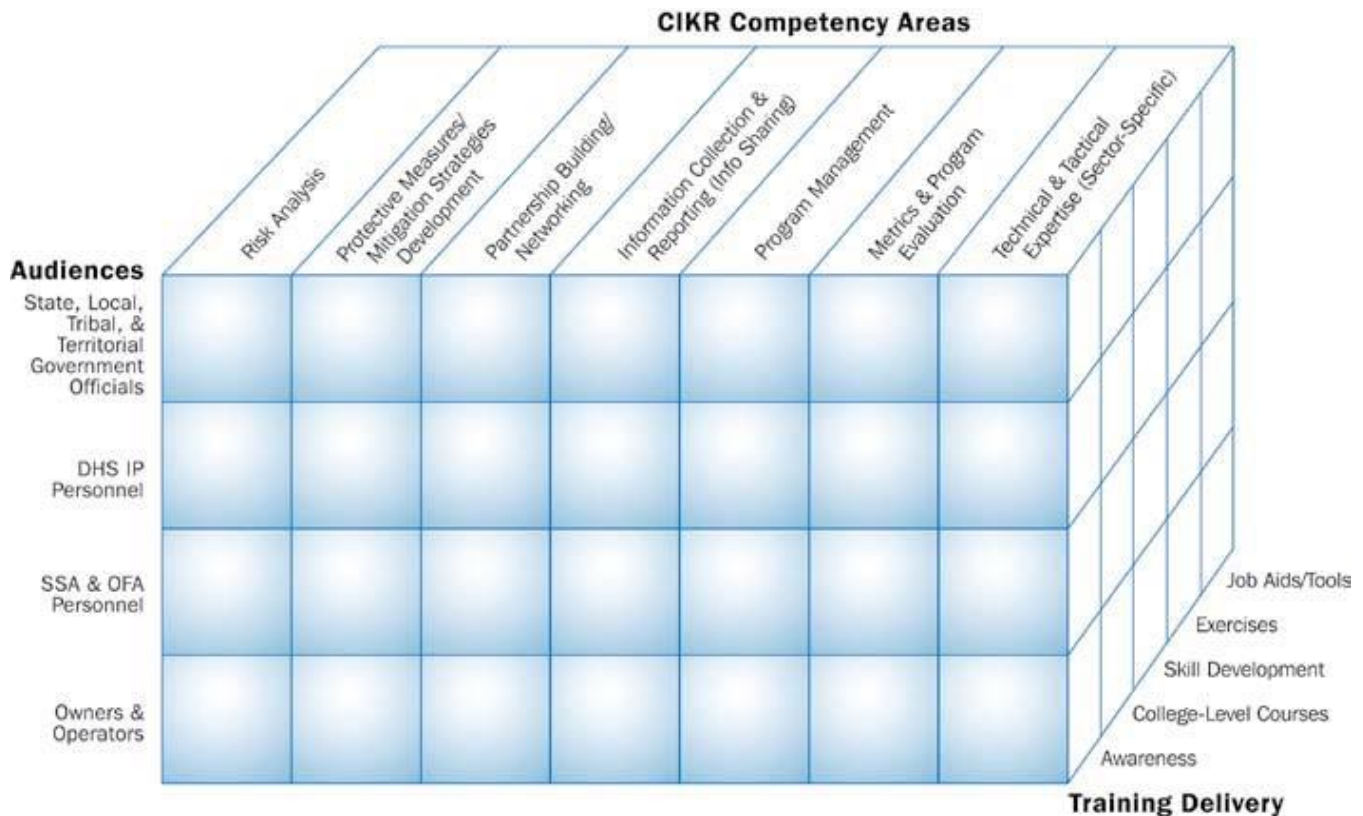 CIKR Competency Areas
Risk Analysis
Protective Measures/
Mitigation Strategies
Development
Partnership Building/
Networking
Information Collection &
Reporting (Info Sharing)
Program Management
Metrics & Program
Evaluation
Technical & Tactical
Expertise (Sector-Specific)
Audiences
State, Local,
Tribal, &
Territorial
Government
Officials
DHS IP
Personnel
SSA & OFA
Personnel
Owners &
Operators
Job Aids/Tools
Exercises
Skill Development
College-Level Courses
Awareness
Training Delivery